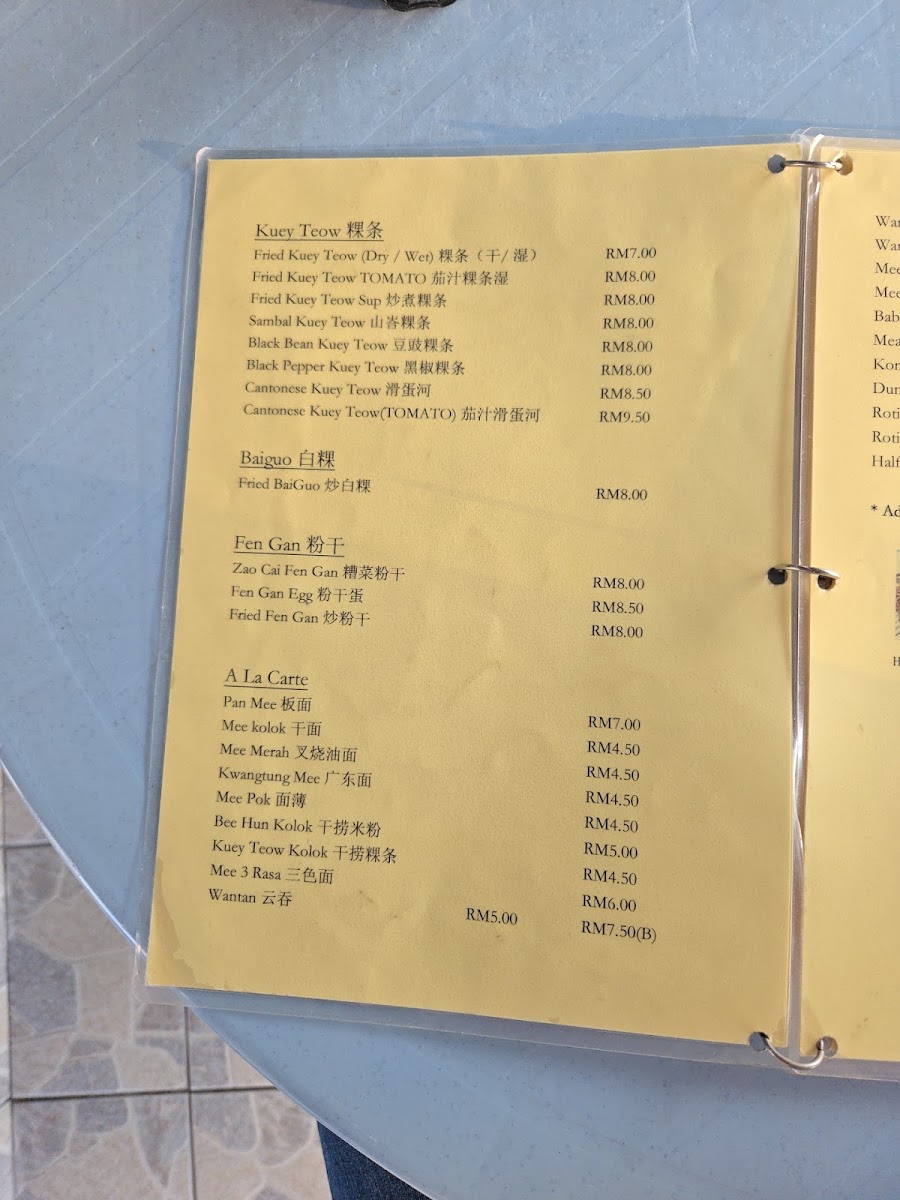 Kuey Teow 粿条
Fried Kuey Teow (Dry / Wet) 粿条（干/ 湿） RM7.00
Fried Kuey Teow TOMATO 茄汁粿条湿 RM8.00
Fried Kuey Teow Sup 炒煮粿条 RM8.00
Sambal Kuey Teow 山峇粿条 RM8.00
Black Bean Kuey Teow 豆豉粿条 RM8.00
Black Pepper Kuey Teow 黑椒粿条 RM8.00
Cantonese Kuey Teow 滑蛋河 RM8.50
Cantonese Kuey Teow(TOMATO) 茄汁滑蛋河 RM9.50
Baiguo 白粿
Fried BaiGuo 炒白粿 RM8.00
Fen Gan 粉干
Zao Cai Fen Gan 糟菜粉干 RM8.00
Fen Gan Egg 粉干蛋 RM8.50
Fried Fen Gan 炒粉干 RM8.00
A La Carte
Pan Mee 板面 RM7.00
Mee kolok 干面 RM4.50
Mee Merah 叉烧油面 RM4.50
Kwangtung Mee 广东面 RM4.50
Mee Pok 面薄 RM4.50
Bee Hun Kolok 干捞米粉 RM5.00
Kuey Teow Kolok 干捞粿条 RM4.50
Mee 3 Rasa 三色面 RM6.00
Wantan 云吞 RM5.00 RM7.50(B)
Mee
Mee
Roti
Roti
Half